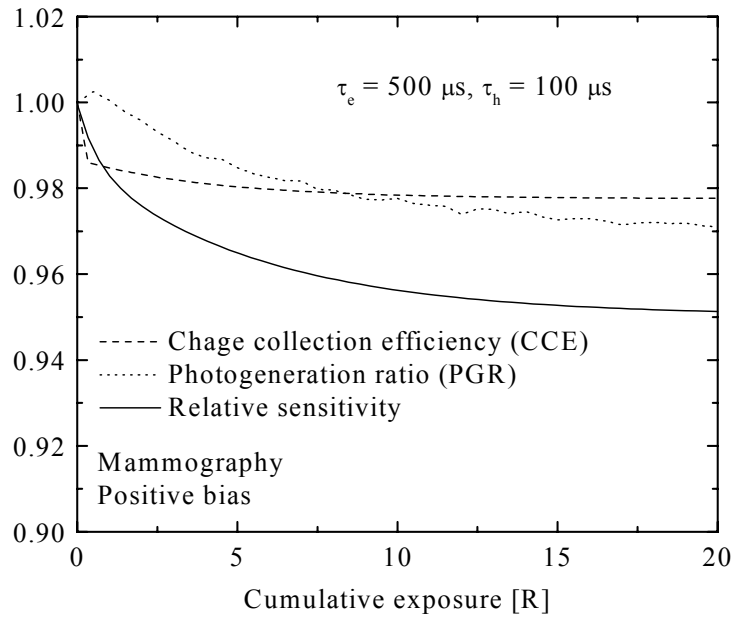 1.02
1.00
0.98
0.96
0.94
0.92
0.90
τe = 500 μs, τh = 100 μs
Chage collection efficiency (CCE)
Photogeneration ratio (PGR)
Relative sensitivity
Mammography
Positive bias
0 5 10 15 20
Cumulative exposure [R]